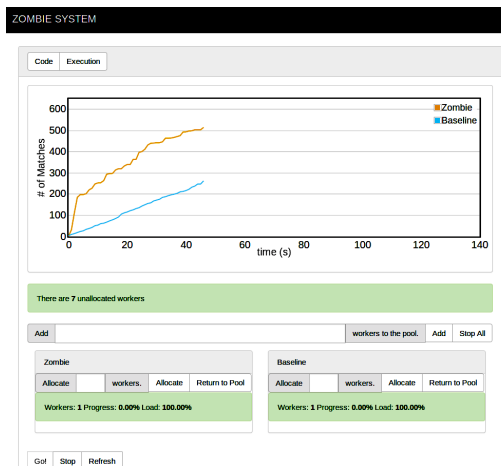 ZOMBIE SYSTEM
Code Execution
600
500
400
300
200
100
0
# of Matches
Zombie
Baseline
0 20 40 60 80 100 120 140
time (s)
There are 7 unallocated workers
Add workers to the pool. Add Stop All
Zombie
Allocate workers. Allocate Return to Pool
Workers: 1 Progress: 0.00% Load: 100.00%
Baseline
Allocate workers. Allocate Return to Pool
Workers: 1 Progress: 0.00% Load: 100.00%
Go! Stop Refresh